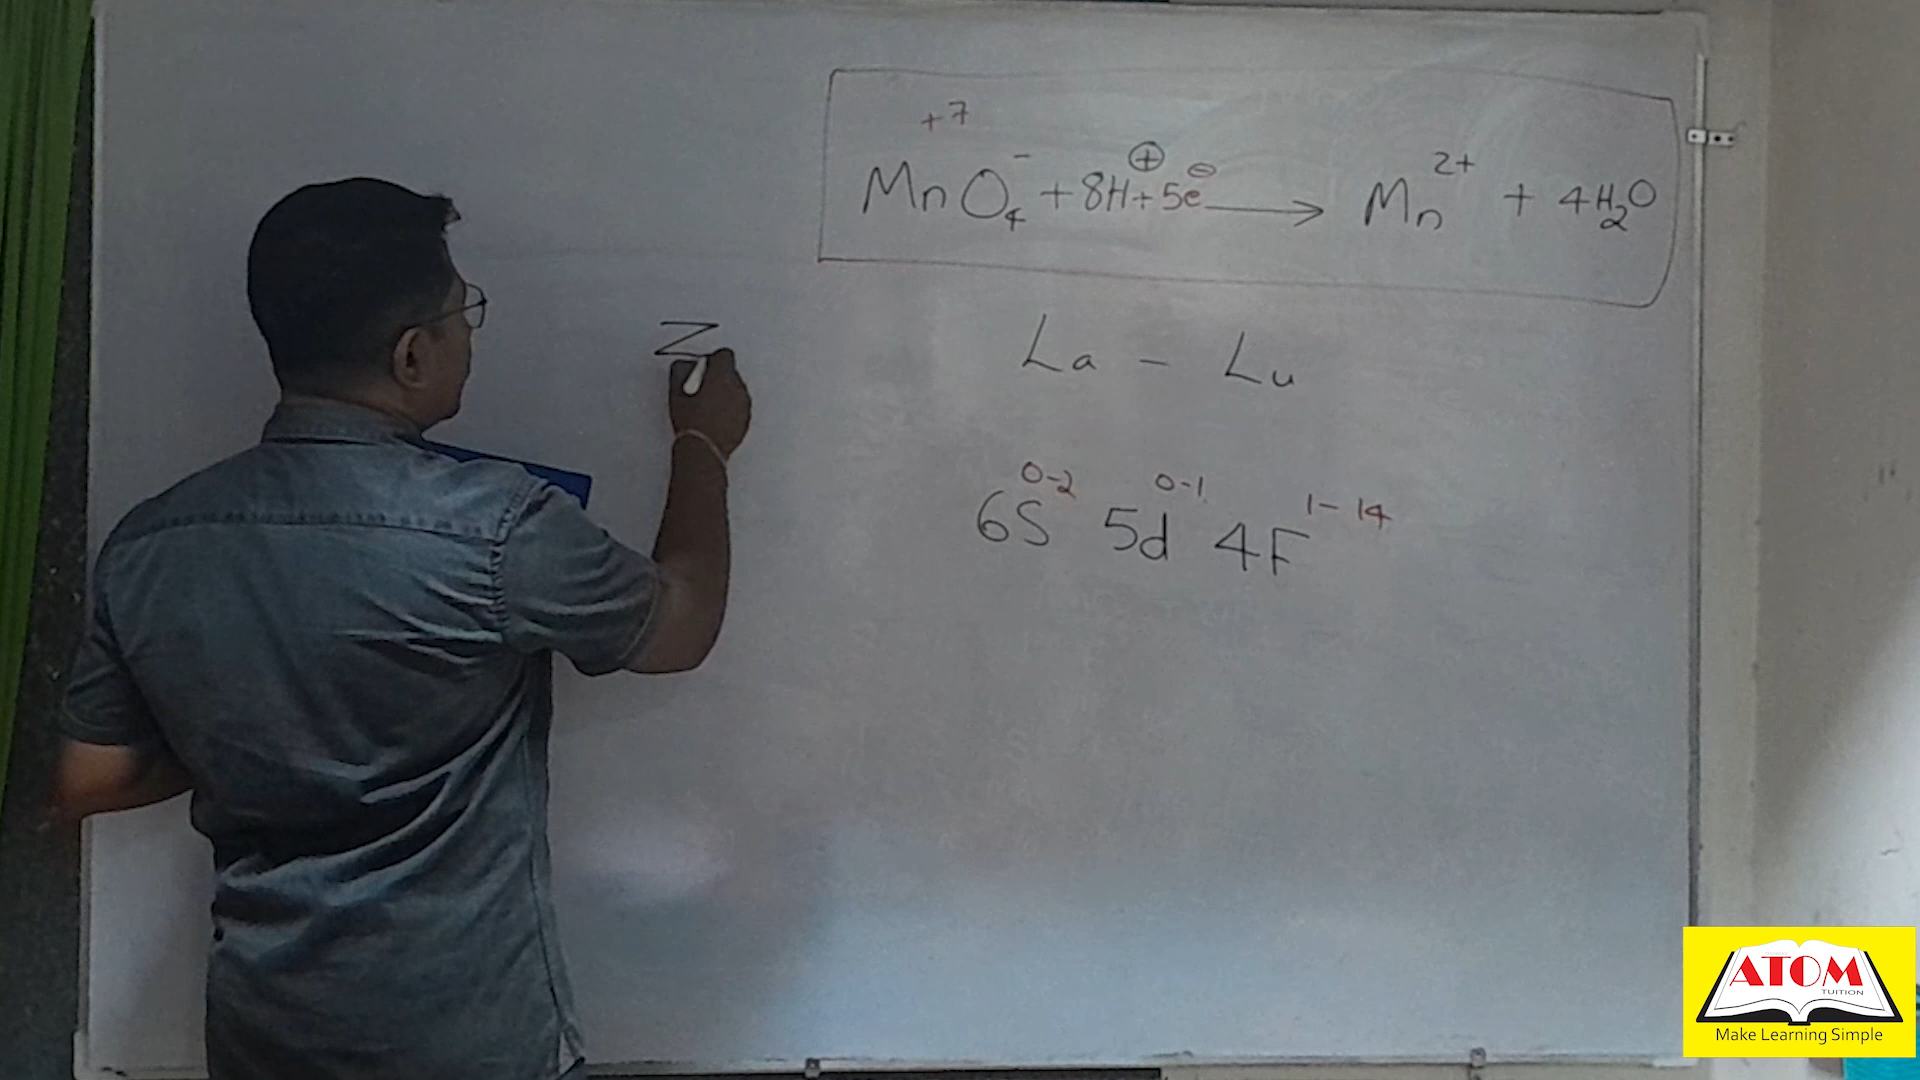 +7
MnO₄⁻ + 8H⊕ + 5e⊖ → Mn²⁺ + 4H₂O
Z
La - Lu
6S⁰⁻² 5d⁰⁻¹ 4F¹⁻¹⁴
ATOM
TUITION
Make Learning Simple